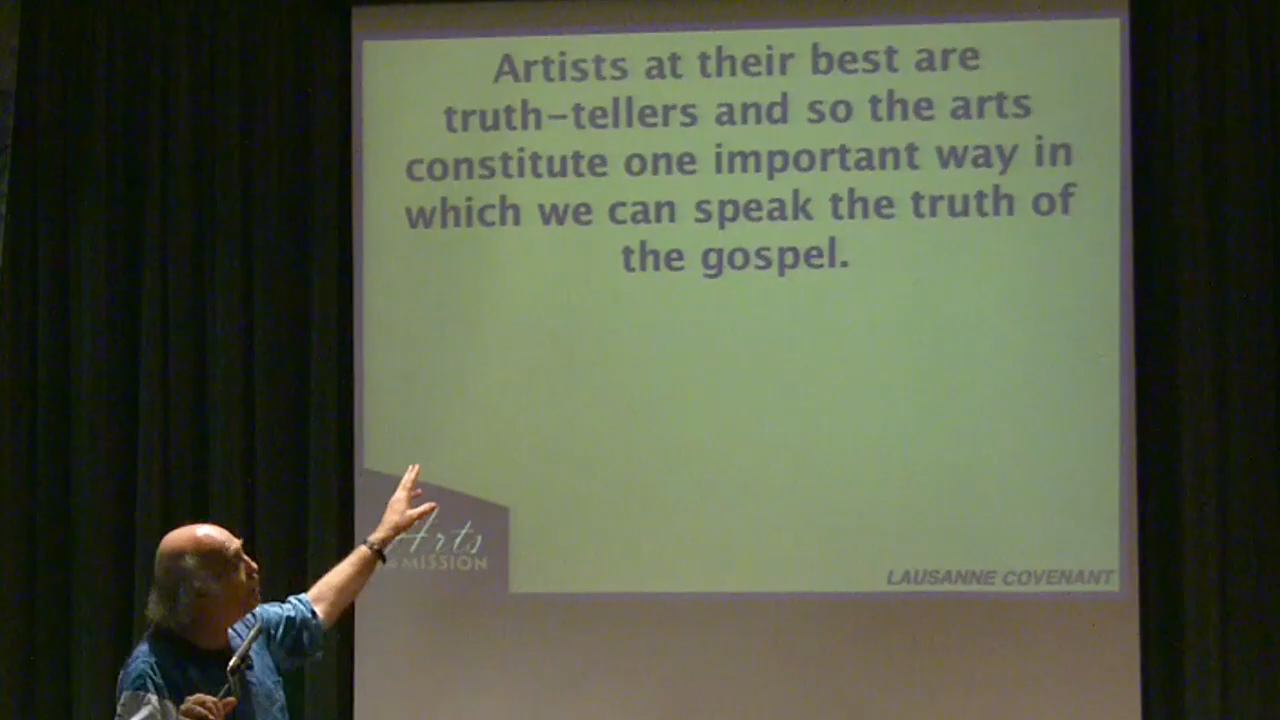 Artists at their best are
truth-tellers and so the arts
constitute one important way in
which we can speak the truth of
the gospel.
Arts
MISSION
LAUSANNE COVENANT